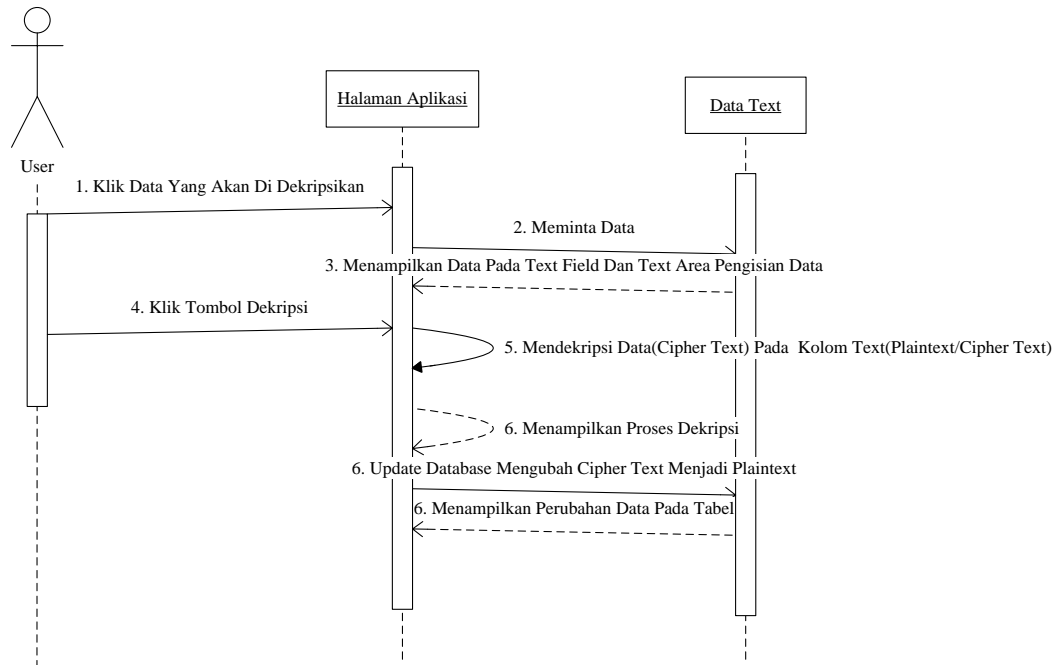 Halaman Aplikasi
Data Text
User
1. Klik Data Yang Akan Di Dekripsikan
2. Meminta Data
3. Menampilkan Data Pada Text Field Dan Text Area Pengisian Data
4. Klik Tombol Dekripsi
5. Mendekripsi Data(Cipher Text) Pada Kolom Text(Plaintext/Cipher Text)
6. Menampilkan Proses Dekripsi
6. Update Database Mengubah Cipher Text Menjadi Plaintext
6. Menampilkan Perubahan Data Pada Tabel